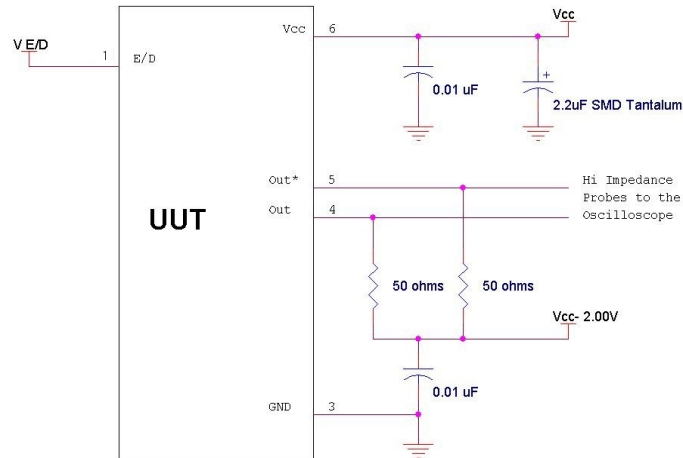 Vcc 6 Vcc
V E/D 1 E/D
0.01 uF
+
2.2uF SMD Tantalum
Out* 5 Hi Impedance
Probes to the
Out 4 Oscilloscope
UUT
50 ohms 50 ohms
Vcc- 2.00V
0.01 uF
GND 3